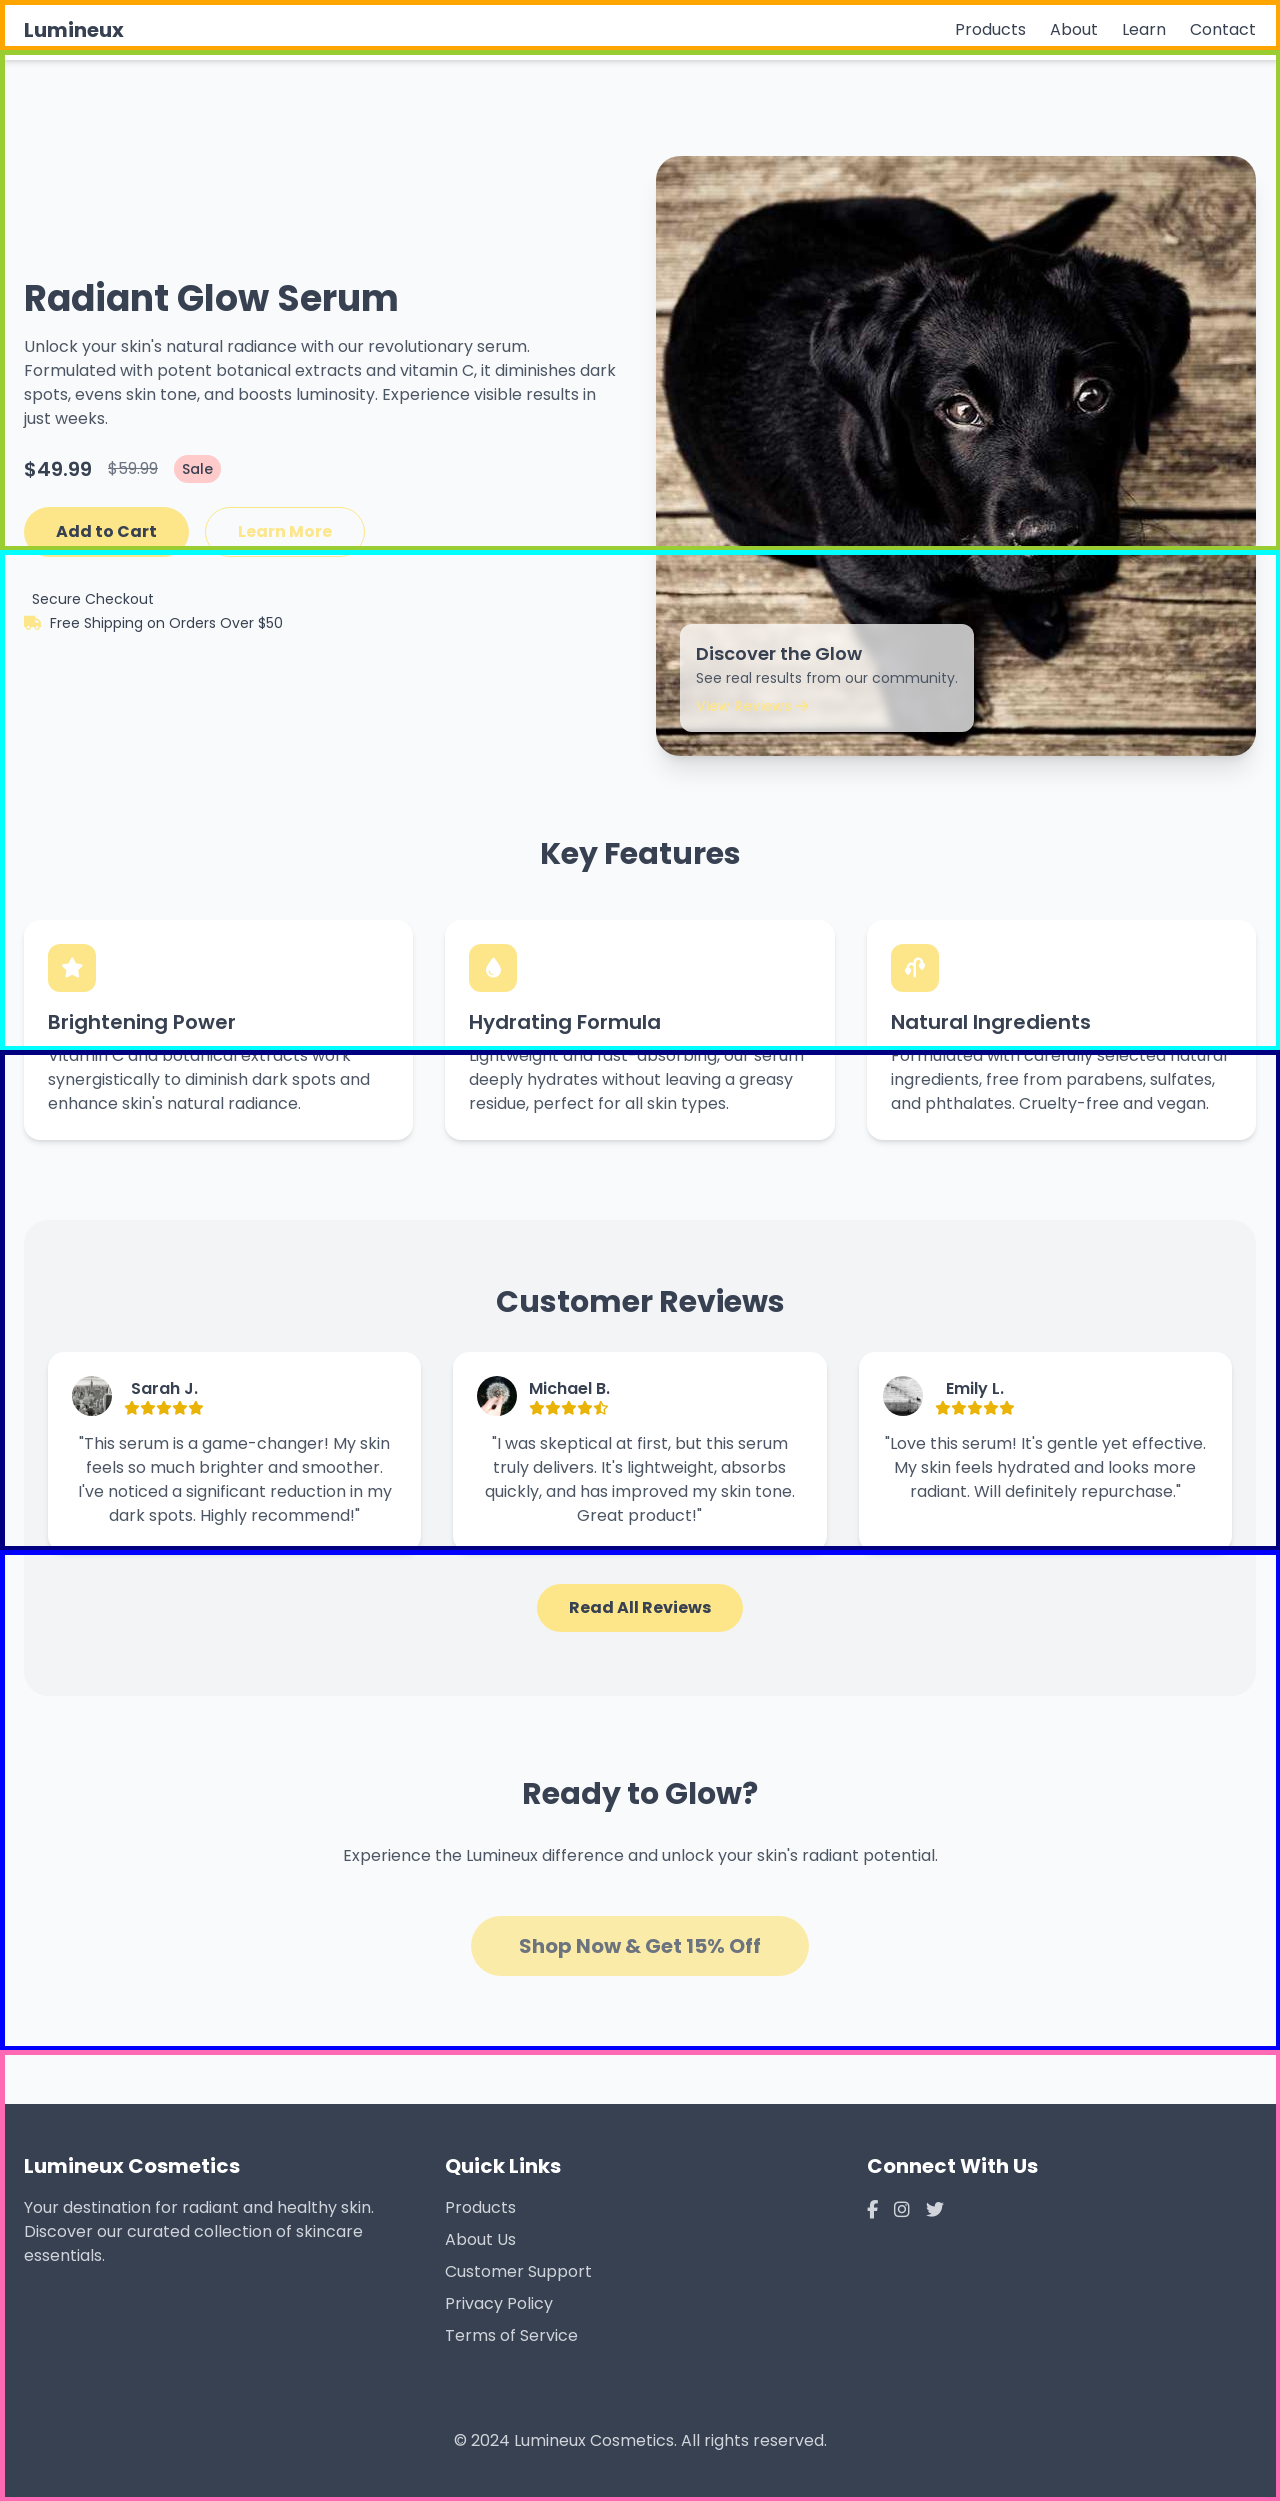 Lumineux
Products About Learn Contact
Radiant Glow Serum
Unlock your skin's natural radiance with our revolutionary serum.
Formulated with potent botanical extracts and vitamin C, it diminishes dark
spots, evens skin tone, and boosts luminosity. Experience visible results in
just weeks.
$49.99 $59.99 Sale
Add to Cart Learn More
Secure Checkout
Free Shipping on Orders Over $50
Discover the Glow
See real results from our community.
View Reviews
Key Features
Brightening Power
Vitamin C and botanical extracts work
synergistically to diminish dark spots and
enhance skin's natural radiance.
Hydrating Formula
Lightweight and fast-absorbing, our serum
deeply hydrates without leaving a greasy
residue, perfect for all skin types.
Natural Ingredients
Formulated with carefully selected natural
ingredients, free from parabens, sulfates,
and phthalates. Cruelty-free and vegan.
Customer Reviews
Sarah J.
"This serum is a game-changer! My skin
feels so much brighter and smoother.
I've noticed a significant reduction in my
dark spots. Highly recommend!"
Michael B.
"I was skeptical at first, but this serum
truly delivers. It's lightweight, absorbs
quickly, and has improved my skin tone.
Great product!"
Emily L.
"Love this serum! It's gentle yet effective.
My skin feels hydrated and looks more
radiant. Will definitely repurchase."
Read All Reviews
Ready to Glow?
Experience the Lumineux difference and unlock your skin's radiant potential.
Shop Now & Get 15% Off
Lumineux Cosmetics
Your destination for radiant and healthy skin.
Discover our curated collection of skincare
essentials.
Quick Links
Products
About Us
Customer Support
Privacy Policy
Terms of Service
Connect With Us
© 2024 Lumineux Cosmetics. All rights reserved.